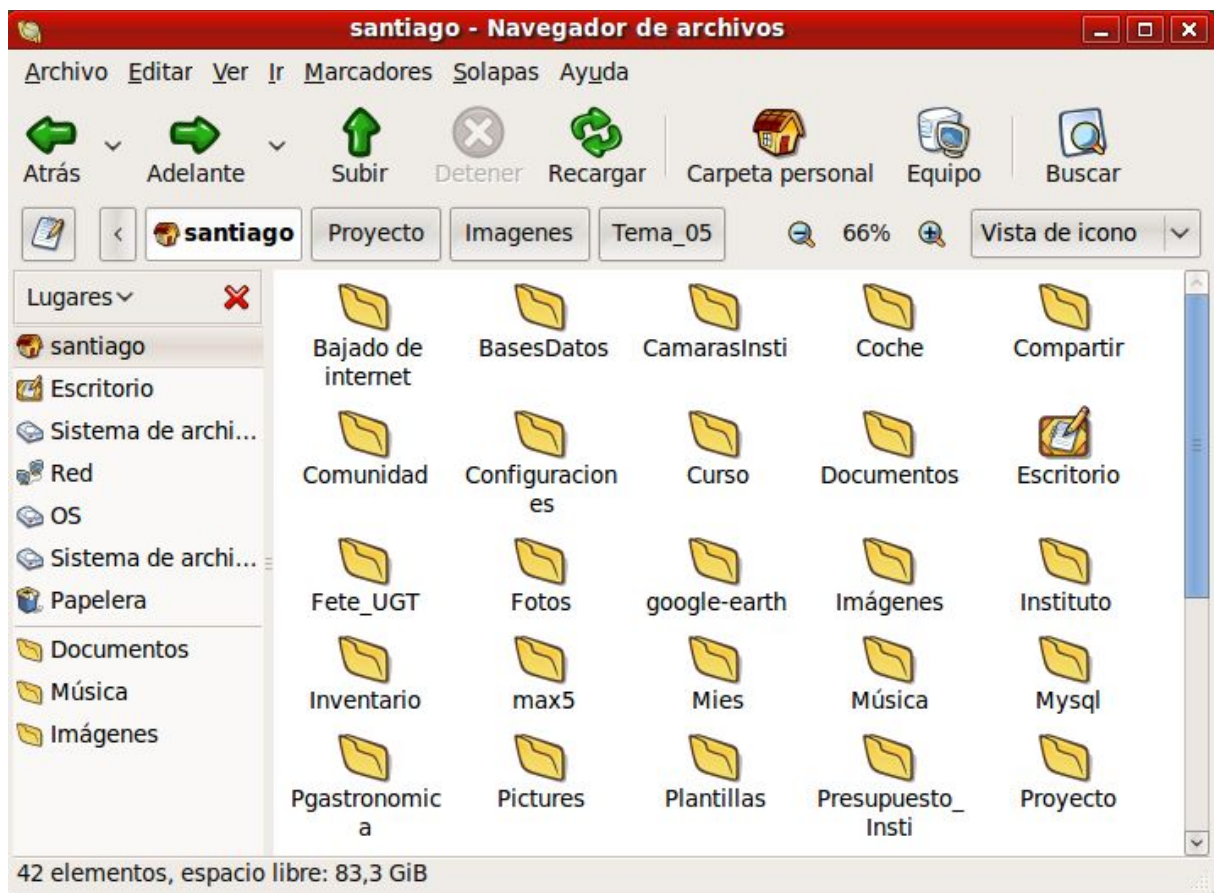 santiago - Navegador de archivos
Archivo Editar Ver Ir Marcadores Solapas Ayuda
Atrás Adelante Subir Detener Recargar Carpeta personal Equipo Buscar
santiago Proyecto Imagenes Tema_05 66% Vista de icono
Lugares
santiago
Escritorio
Sistema de archi...
Red
OS
Sistema de archi...
Papelera
Documentos
Música
Imágenes
Bajado de
internet
BasesDatos
CamarasInsti
Coche
Compartir
Comunidad
Configuracion
es
Curso
Documentos
Escritorio
Fete_UGT
Fotos
google-earth
Imágenes
Instituto
Inventario
max5
Mies
Música
Mysql
Pgastronomic
a
Pictures
Plantillas
Presupuesto_
Insti
Proyecto
42 elementos, espacio libre: 83,3 GiB